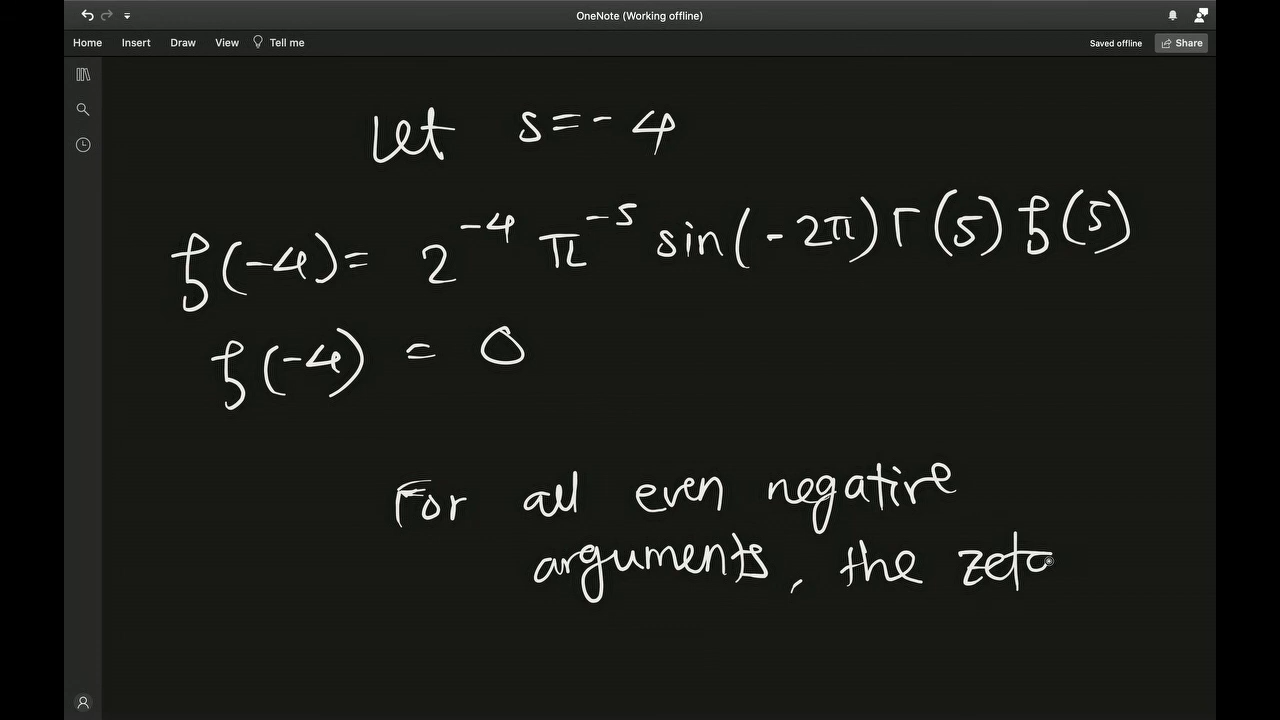 OneNote (Working offline)
Home Insert Draw View Tell me
Saved offline Share
Let s=-4
ζ(-4)= 2^-4 π^-5 sin(-2π) Γ(5) ζ(5)
ζ(-4) = 0
For all even negative
arguments, the zeta